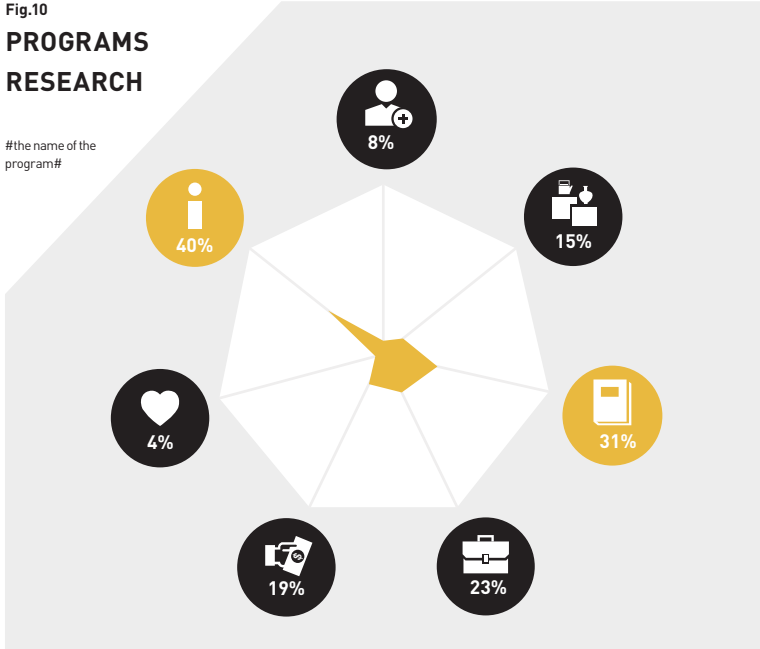 Fig.10
PROGRAMS
RESEARCH
#the name of the
program#
8%
15%
40%
31%
4%
19%
23%